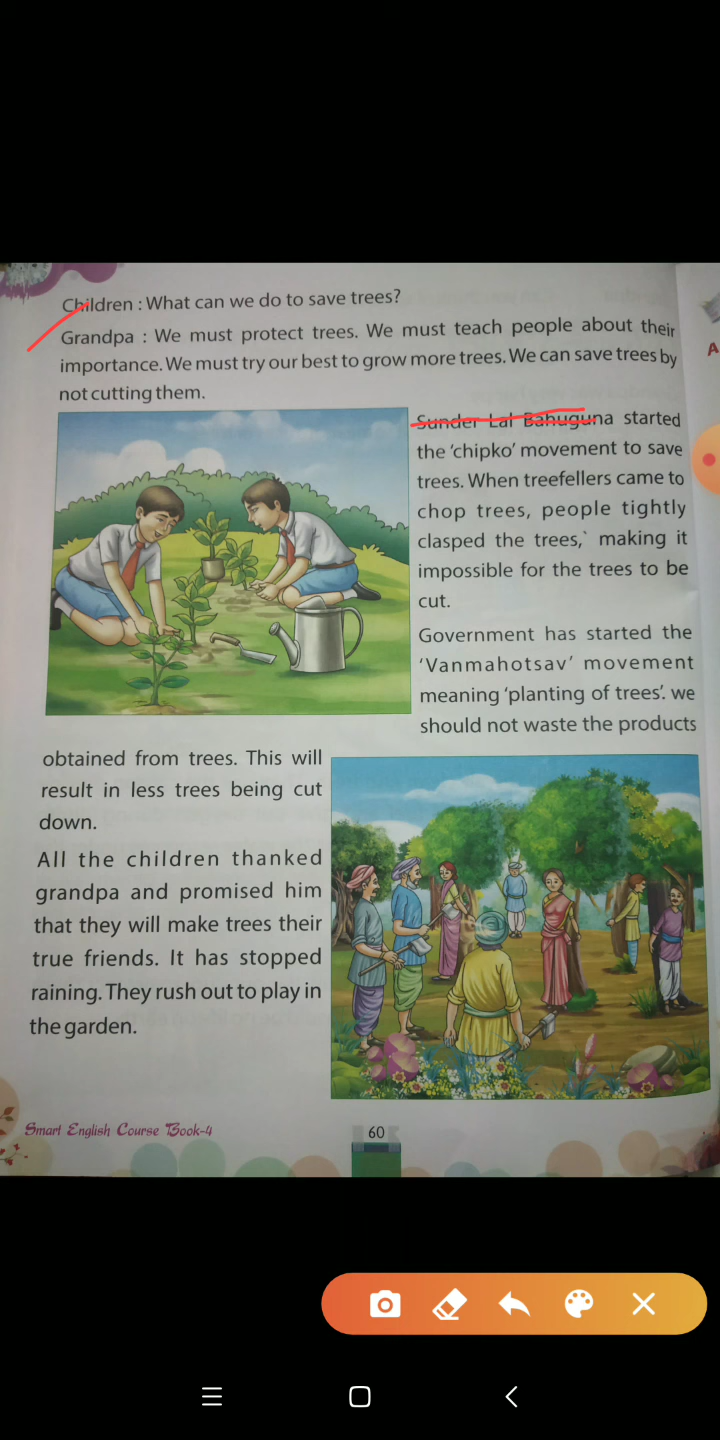 Children : What can we do to save trees?
Grandpa : We must protect trees. We must teach people about their
importance. We must try our best to grow more trees. We can save trees by
not cutting them.
Sunder Lal Bahuguna started
the ‘chipko’ movement to save
trees. When treefellers came to
chop trees, people tightly
clasped the trees,` making it
impossible for the trees to be
cut.
Government has started the
‘Vanmahotsav’ movement
meaning ‘planting of trees’. we
should not waste the products
obtained from trees. This will
result in less trees being cut
down.
All the children thanked
grandpa and promised him
that they will make trees their
true friends. It has stopped
raining. They rush out to play in
the garden.
Smart English Course Book-4
60
A